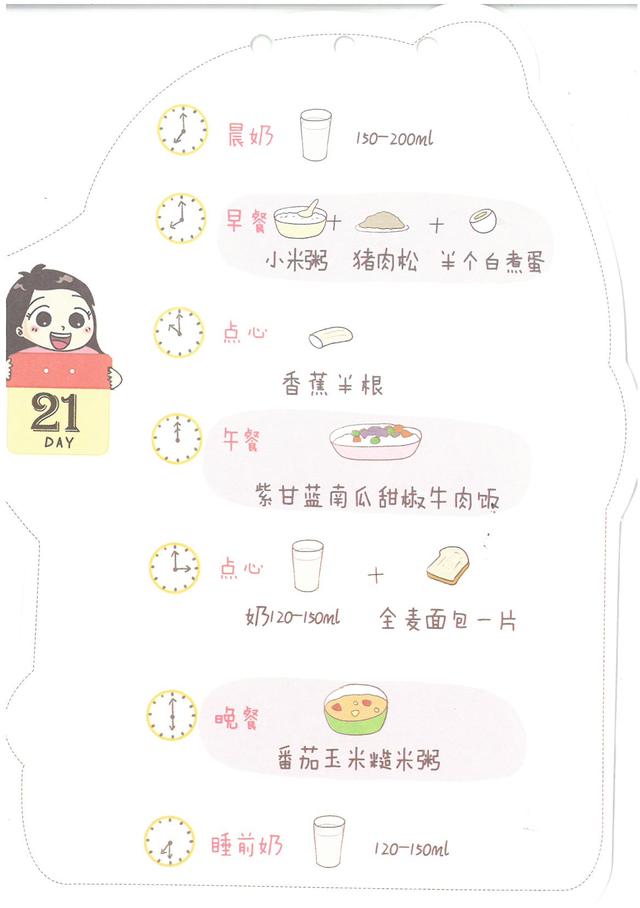 晨奶 150-200ml
早餐 + +
小米粥 猪肉松 半个白煮蛋
点心
香蕉半根
21
DAY
午餐
紫甘蓝南瓜甜椒牛肉饭
点心 +
奶120-150ml 全麦面包一片
晚餐
番茄玉米糙米粥
睡前奶 120-150ml